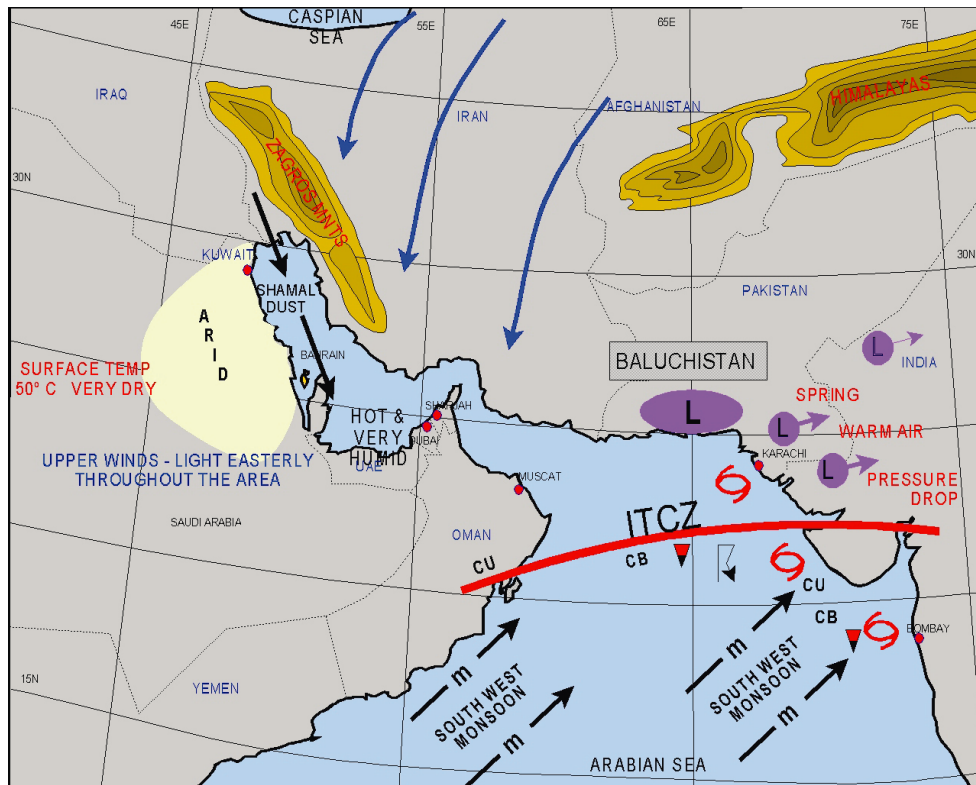 45E
CASPIAN
SEA
55E
65E
75E
IRAQ
IRAN
AFGHANISTAN
HIMALAYAS
ZAGROS MNTS
30N
30N
KUWAIT
SHAMAL
DUST
PAKISTAN
ARID
BAHRAIN
BALUCHISTAN
L
INDIA
SURFACE TEMP
50° C VERY DRY
HOT &
VERY
HUMID
SHARJAH
DUBAI
UAE
L
SPRING
L
WARM AIR
KARACHI
L
PRESSURE
DROP
UPPER WINDS - LIGHT EASTERLY
THROUGHOUT THE AREA
MUSCAT
SAUDI ARABIA
OMAN
ITCZ
CU
CB
CU
CB
BOMBAY
15N
YEMEN
m
SOUTH WEST
MONSOON
m
m
SOUTH WEST
MONSOON
m
ARABIAN SEA